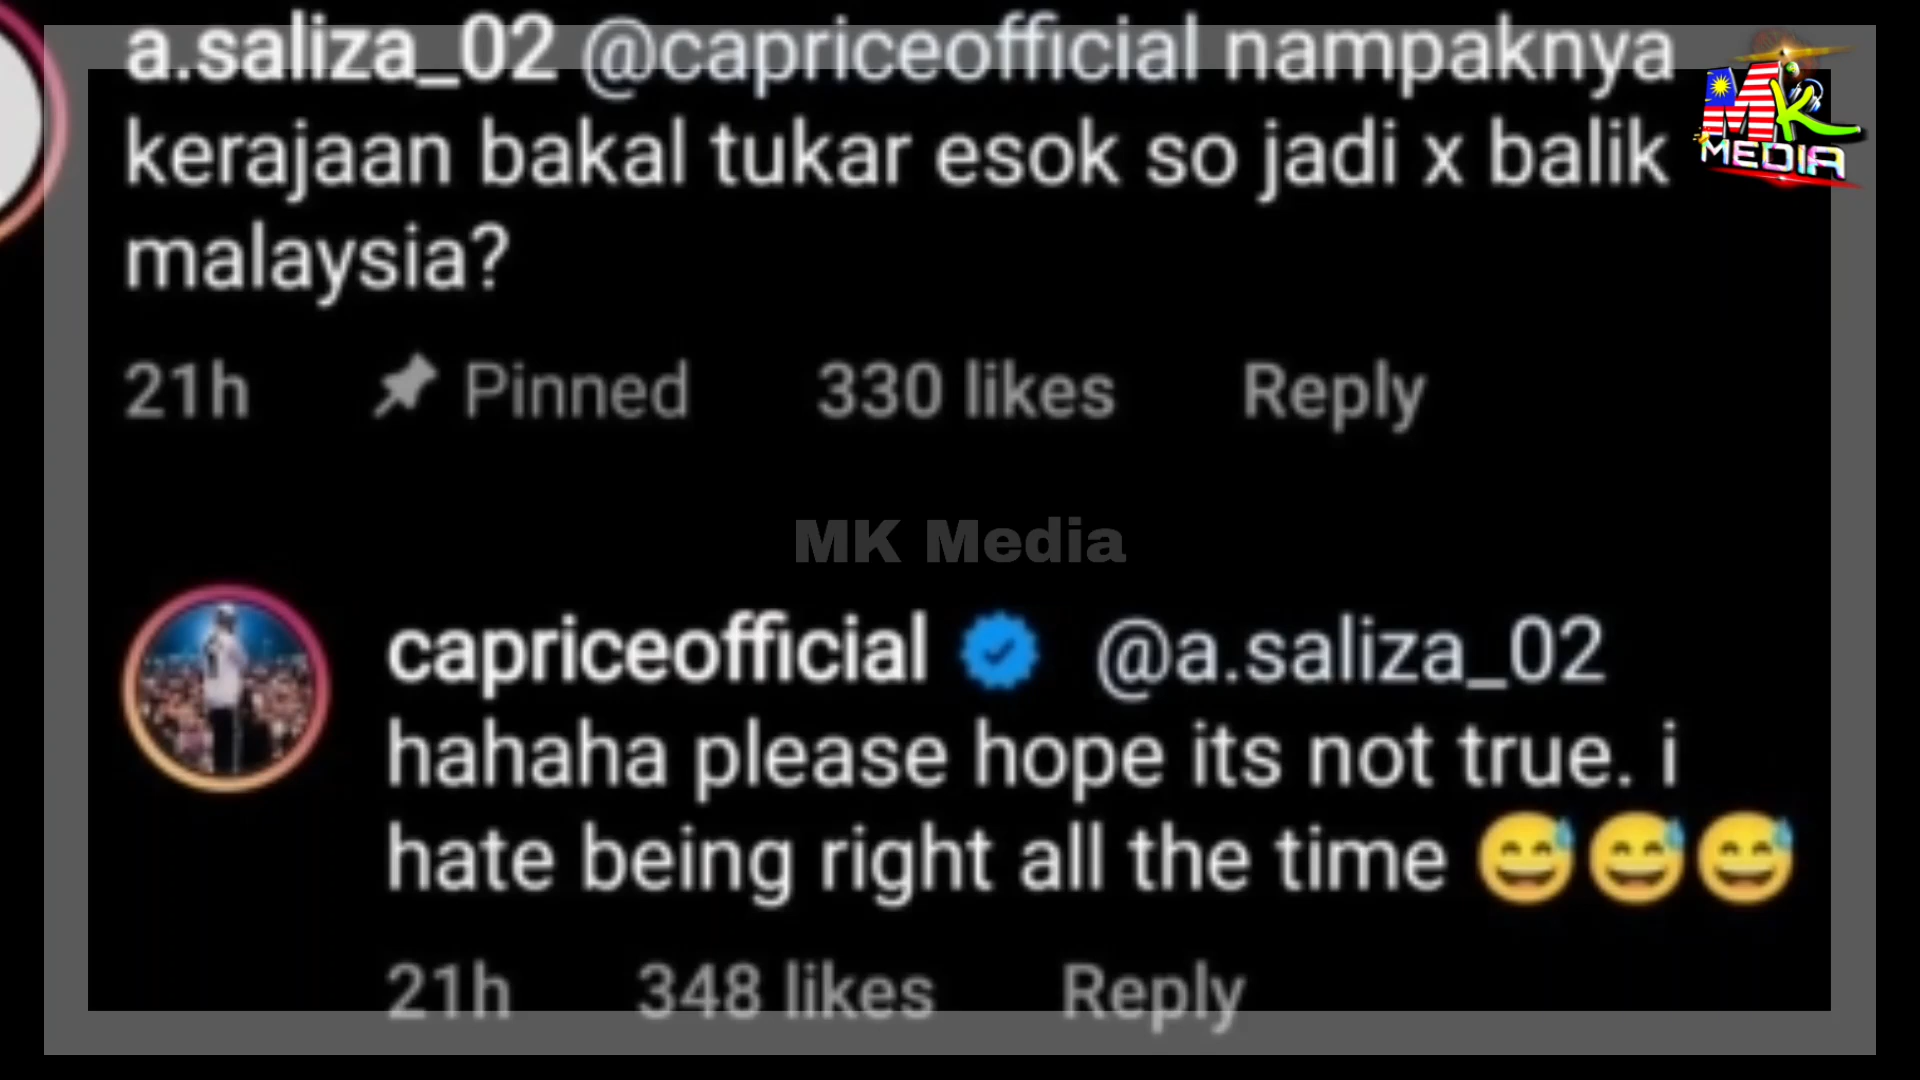 a.saliza_02 @capriceofficial nampaknya
kerajaan bakal tukar esok so jadi x balik
malaysia?
21h Pinned 330 likes Reply
MK Media
capriceofficial @a.saliza_02
hahaha please hope its not true. i
hate being right all the time 😅😅😅
21h 348 likes Reply
MK
MEDIA